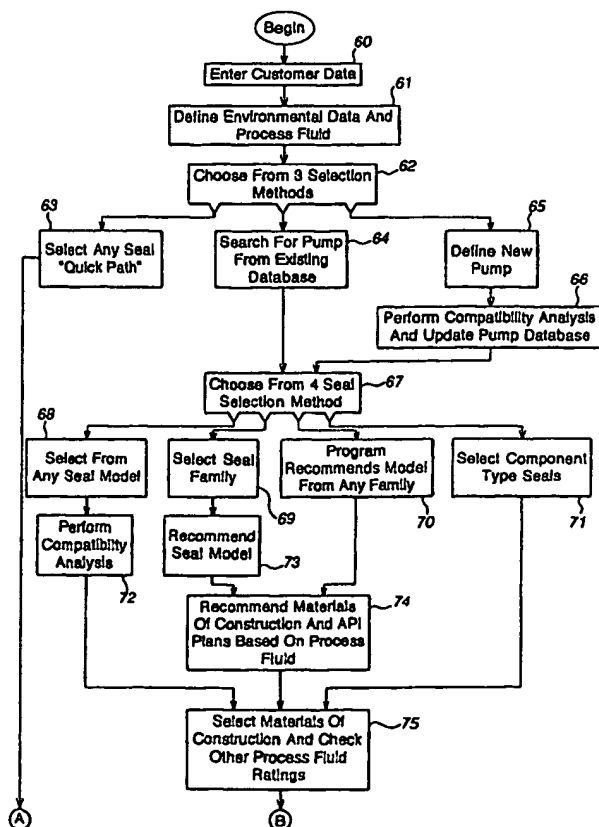 Begin
60
Enter Customer Data
61
Define Environmental Data And
Process Fluid
62
Choose From 3 Selection
Methods
63
Select Any Seal
"Quick Path"
64
Search For Pump
From Existing
Database
65
Define New
Pump
66
Perform Compatibility Analysis
And Update Pump Database
67
Choose From 4 Seal
Selection Method
68
Select From
Any Seal Model
Select Seal
Family
69
Program
Recommends Model
From Any Family
70
Select Component
Type Seals
71
Perform
Compatibility
Analysis
72
Recommend
Seal Model
73
Recommend Materials
Of Construction And API
Plans Based On Process
Fluid
74
Select Materials Of
Construction And Check
Other Process Fluid
Ratings
75
A
B